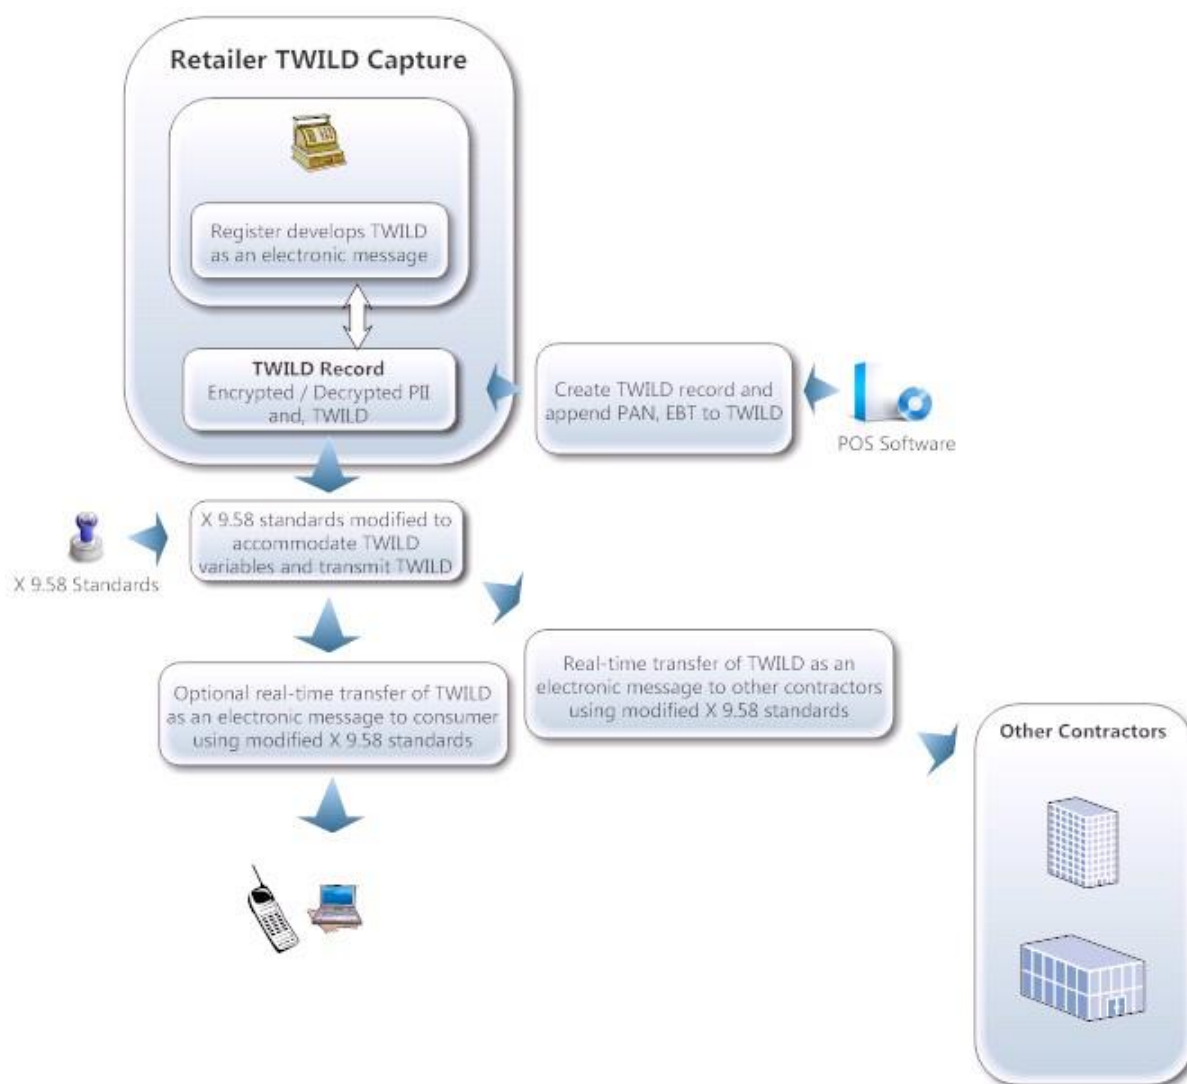 Retailer TWILD Capture
Register develops TWILD
as an electronic message
TWILD Record
Encrypted / Decrypted PII
and, TWILD
Create TWILD record and
append PAN, EBT to TWILD
POS Software
X 9.58 standards modified to
accommodate TWILD
variables and transmit TWILD
X 9.58 Standards
Optional real-time transfer of TWILD
as an electronic message to consumer
using modified X 9.58 standards
Real-time transfer of TWILD as an
electronic message to other contractors
using modified X 9.58 standards
Other Contractors